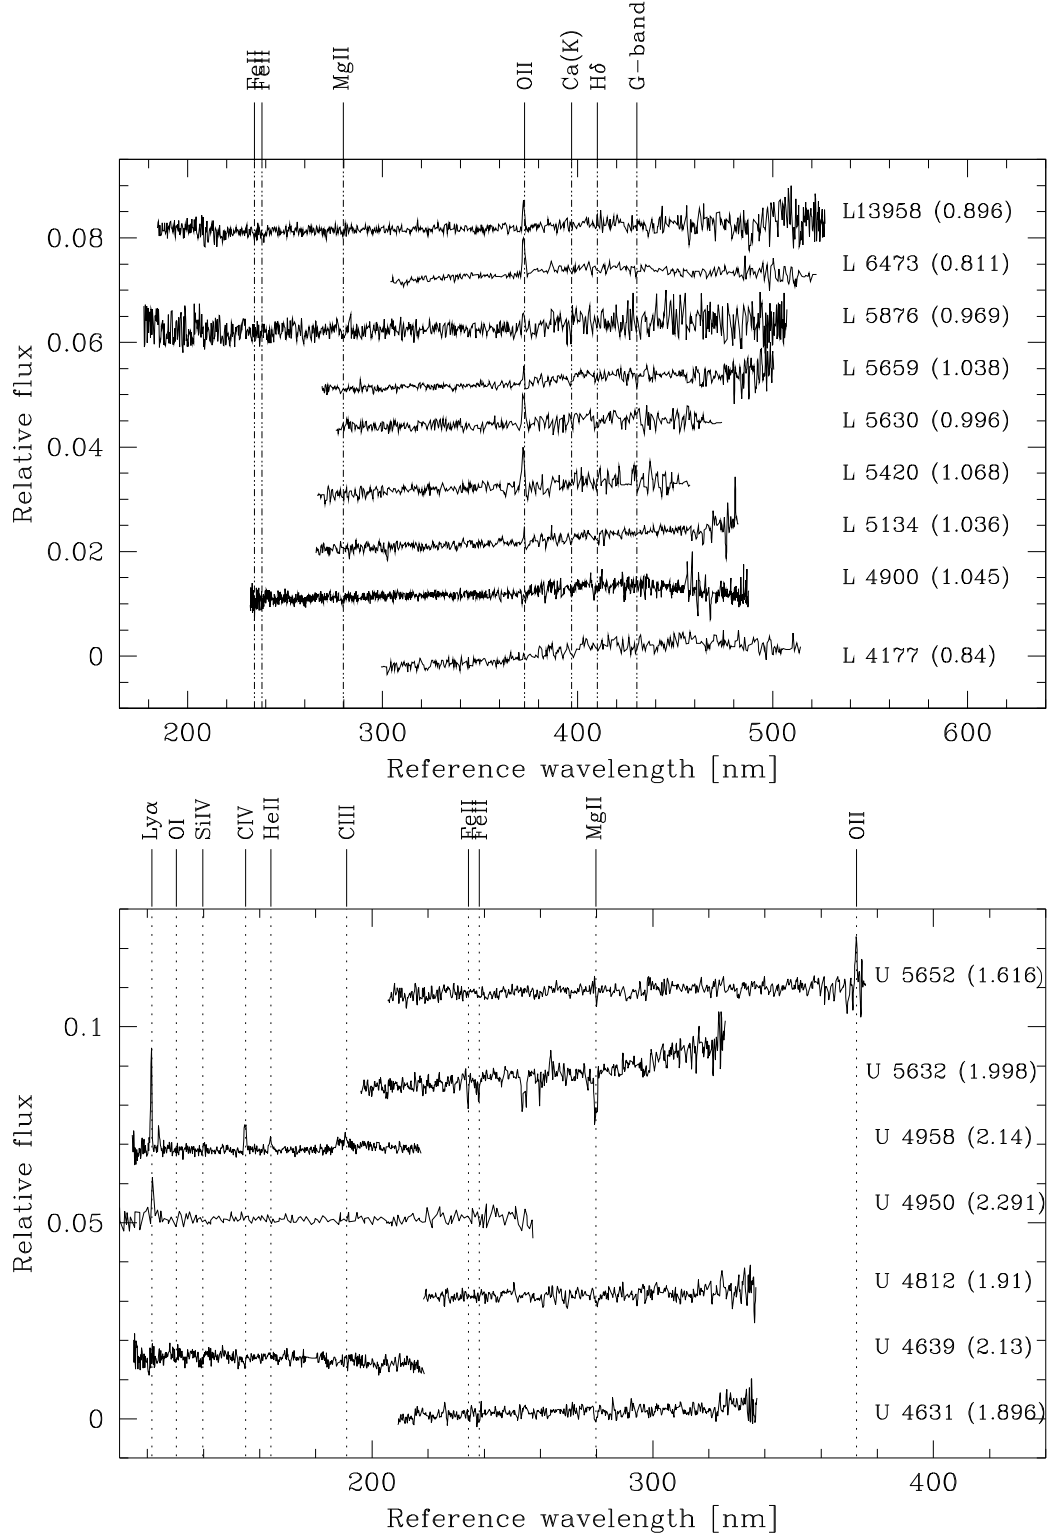 FeII
FeII
MgII
OII
Ca(K)
Hδ
G-band
L13958 (0.896)
0.08
L 6473 (0.811)
L 5876 (0.969)
0.06
L 5659 (1.038)
L 5630 (0.996)
0.04
L 5420 (1.068)
L 5134 (1.036)
0.02
L 4900 (1.045)
L 4177 (0.84)
0
Relative flux
200 300 400 500 600
Reference wavelength [nm]
Lyα
OI
SiIV
CIV
HeII
CIII
FeII
FeII
MgII
OII
U 5652 (1.616)
0.1
U 5632 (1.998)
U 4958 (2.14)
U 4950 (2.291)
0.05
U 4812 (1.91)
U 4639 (2.13)
U 4631 (1.896)
0
Relative flux
200 300 400
Reference wavelength [nm]